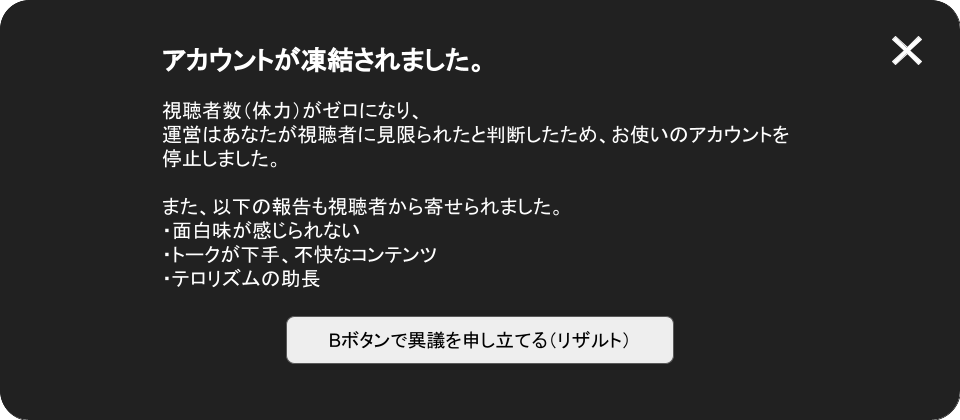 アカウントが凍結されました。
視聴者数（体力）がゼロになり、
運営はあなたが視聴者に見限られたと判断したため、お使いのアカウントを
停止しました。
また、以下の報告も視聴者から寄せられました。
・面白味が感じられない
・トークが下手、不快なコンテンツ
・テロリズムの助長
Bボタンで異議を申し立てる（リザルト）